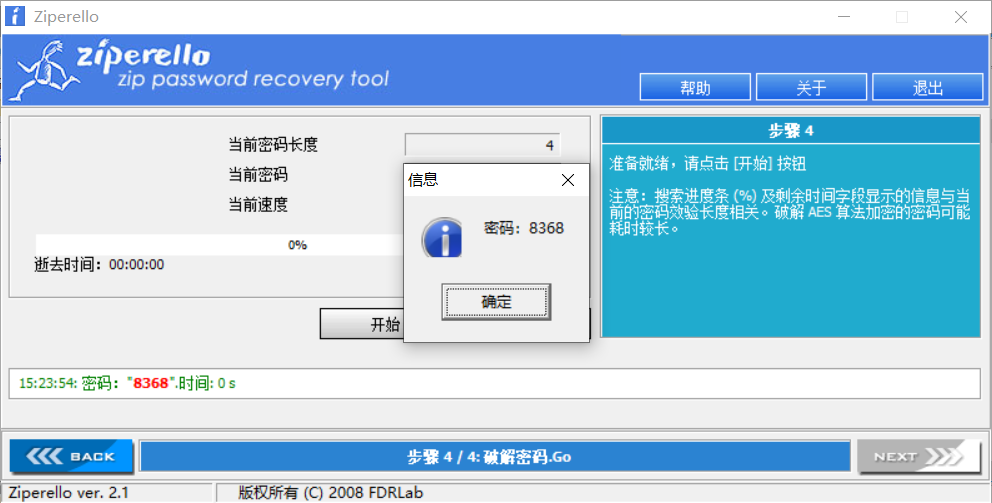 Ziperello
ziperello
zip password recovery tool
帮助
关于
退出
当前密码长度
4
当前密码
当前速度
0%
逝去时间：00:00:00
开始
信息
密码：8368
确定
步骤 4
准备就绪，请点击 [开始] 按钮
注意：搜索进度条 (%) 及剩余时间字段显示的信息与当
前的密码效验长度相关。破解 AES 算法加密的密码可能
耗时较长。
15:23:54: 密码："8368".时间: 0 s
BACK
步骤 4 / 4: 破解密码.Go
NEXT
Ziperello ver. 2.1
版权所有 (C) 2008 FDRLab